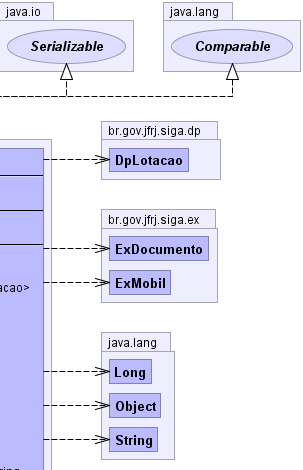 java.io
java.lang
Serializable
Comparable
br.gov.jfrj.siga.dp
DpLotacao
br.gov.jfrj.siga.ex
ExDocumento
ExMobil
acao>
java.lang
Long
Object
String